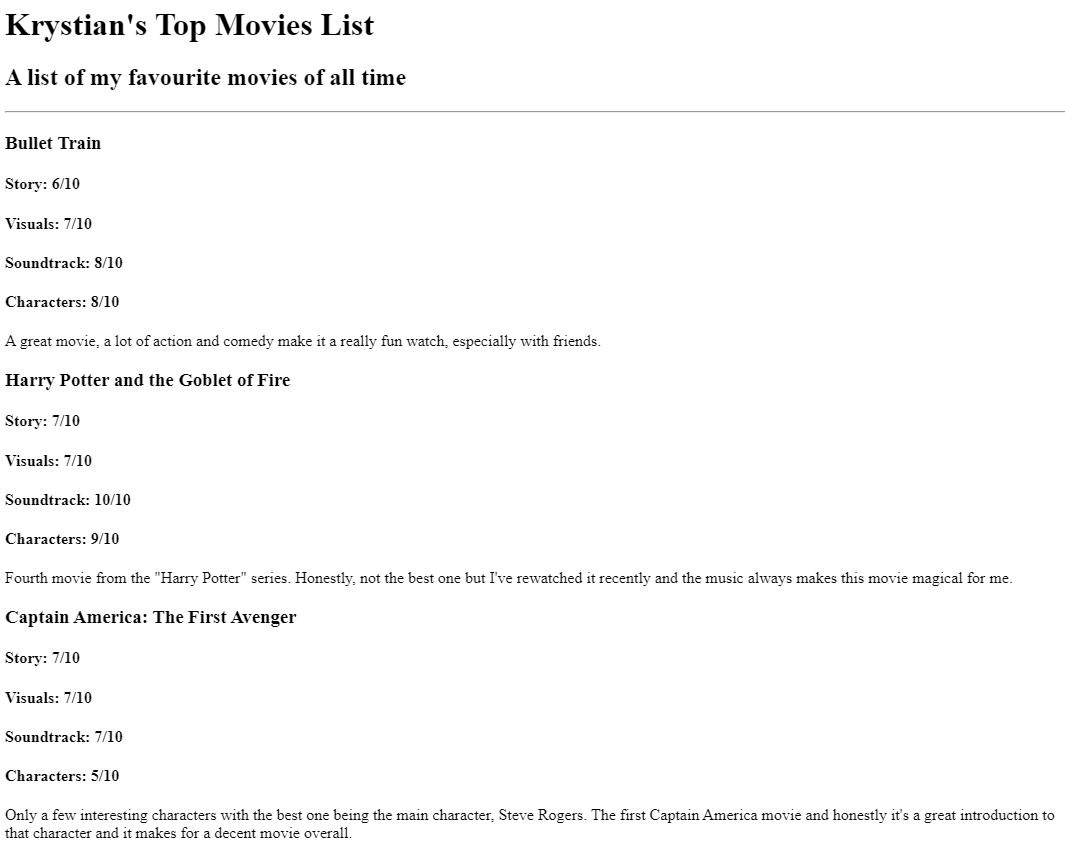 Krystian's Top Movies List
A list of my favourite movies of all time
Bullet Train
Story: 6/10
Visuals: 7/10
Soundtrack: 8/10
Characters: 8/10
A great movie, a lot of action and comedy make it a really fun watch, especially with friends.
Harry Potter and the Goblet of Fire
Story: 7/10
Visuals: 7/10
Soundtrack: 10/10
Characters: 9/10
Fourth movie from the "Harry Potter" series. Honestly, not the best one but I've rewatched it recently and the music always makes this movie magical for me.
Captain America: The First Avenger
Story: 7/10
Visuals: 7/10
Soundtrack: 7/10
Characters: 5/10
Only a few interesting characters with the best one being the main character, Steve Rogers. The first Captain America movie and honestly it's a great introduction to
that character and it makes for a decent movie overall.